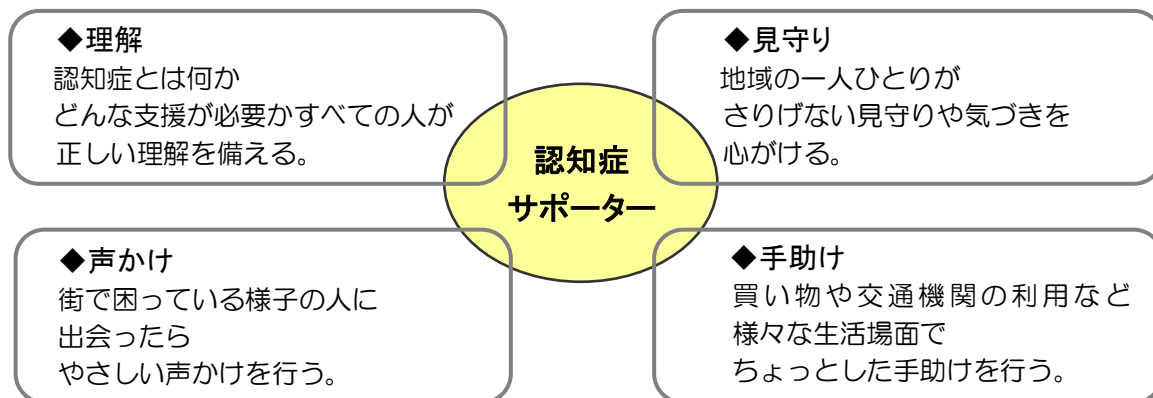 ◆理解
認知症とは何か
どんな支援が必要かすべての人が
正しい理解を備える。
◆見守り
地域の一人ひとりが
さりげない見守りや気づきを
心がける。
認知症
サポーター
◆声かけ
街で困っている様子の人に
出会ったら
やさしい声かけを行う。
◆手助け
買い物や交通機関の利用など
様々な生活場面で
ちょっとした手助けを行う。